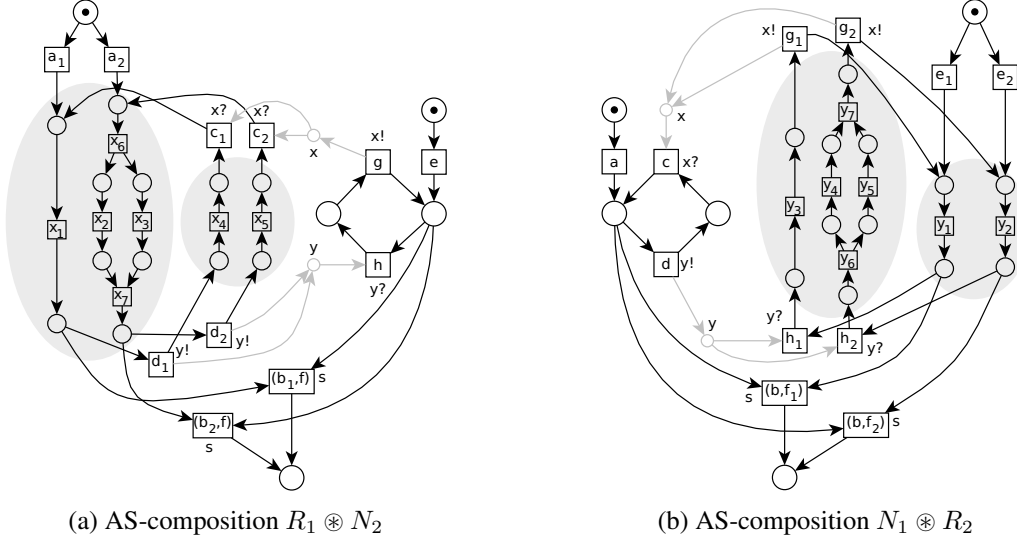 a₁
a₂
x₆
x₁
x₂
x₃
x₇
x?
x?
c₁
c₂
x
x!
g
e
x₄
x₅
y
h
y?
d₁
y!
d₂
y!
(b₁,f)
s
(b₂,f)
s
(a) AS-composition R₁ ⊛ N₂
x!
g₁
g₂
x!
e₁
e₂
x
a
c
x?
y₇
y₄
y₅
y₃
y₁
y₂
d
y!
y₆
y
y?
h₁
h₂
y?
(b,f₁)
s
(b,f₂)
s
(b) AS-composition N₁ ⊛ R₂